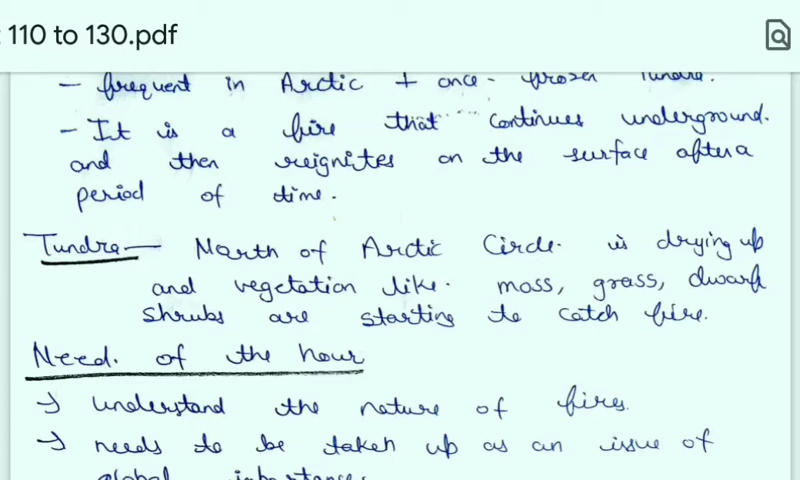 110 to 130.pdf
- frequent in Arctic + once- frozen Tundra.
- It is a fire that continues underground.
and then reignites on the surface after a
period of time.
Tundra — North of Arctic Circle. is drying up
and vegetation like. moss, grass, dwarf
shrubs are starting to catch fire.
Need. of the hour
→ understand the nature of fires.
→ needs to be taken up as an issue of
global importance.